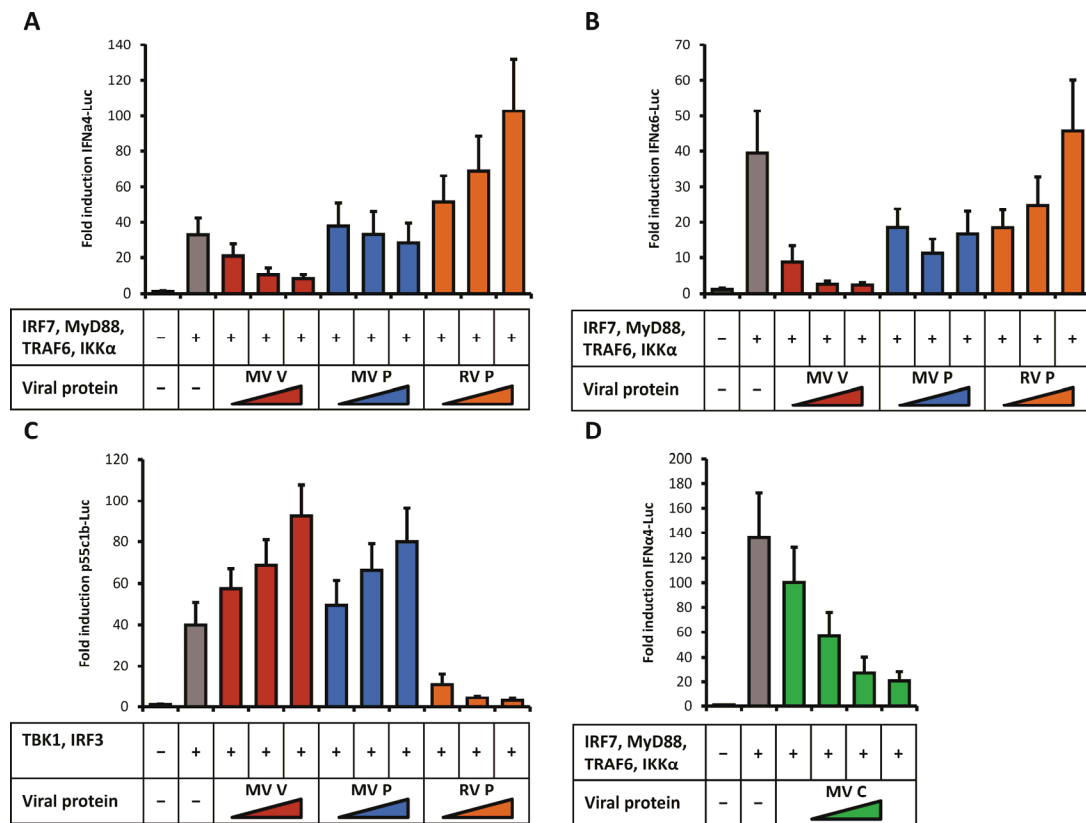 A
Fold induction IFNa4-Luc
140
120
100
80
60
40
20
0
IRF7, MyD88,
TRAF6, IKKα
– + + + + + + + + + +
Viral protein
– – MV V MV P RV P
B
Fold induction IFNα6-Luc
70
60
50
40
30
20
10
0
IRF7, MyD88,
TRAF6, IKKα
– + + + + + + + + + +
Viral protein
– – MV V MV P RV P
C
Fold induction p55c1b-Luc
120
100
80
60
40
20
0
TBK1, IRF3
– + + + + + + + + + +
Viral protein
– – MV V MV P RV P
D
Fold induction IFNα4-Luc
200
180
160
140
120
100
80
60
40
20
0
IRF7, MyD88,
TRAF6, IKKα
– + + + + +
Viral protein
– – MV C